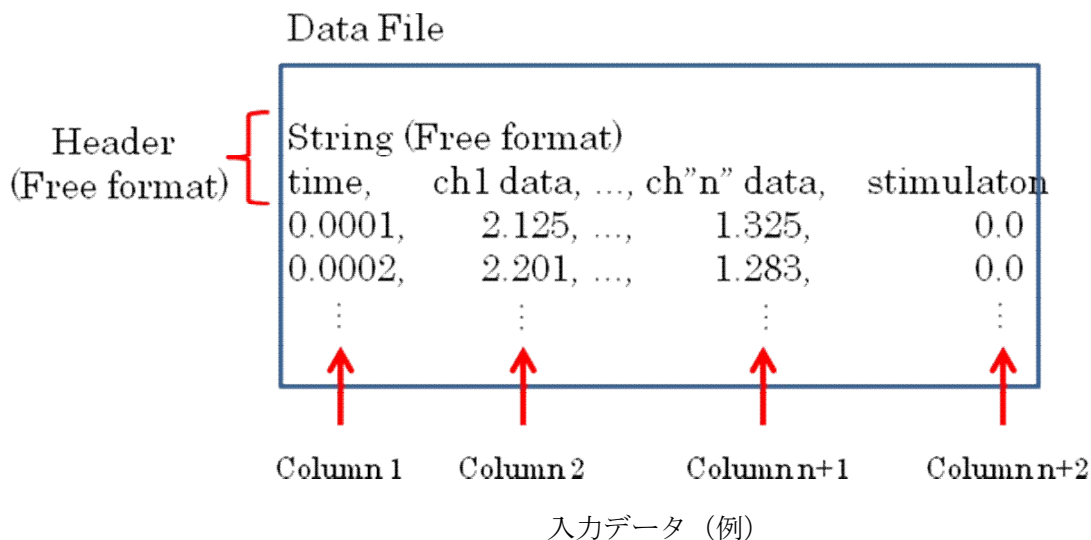 Data File
Header
(Free format)
String (Free format)
time, ch1 data, ..., ch"n" data, stimulaton
0.0001, 2.125, ..., 1.325, 0.0
0.0002, 2.201, ..., 1.283, 0.0
⋮ ⋮ ⋮ ⋮
Column 1 Column 2 Column n+1 Column n+2
入力データ（例）